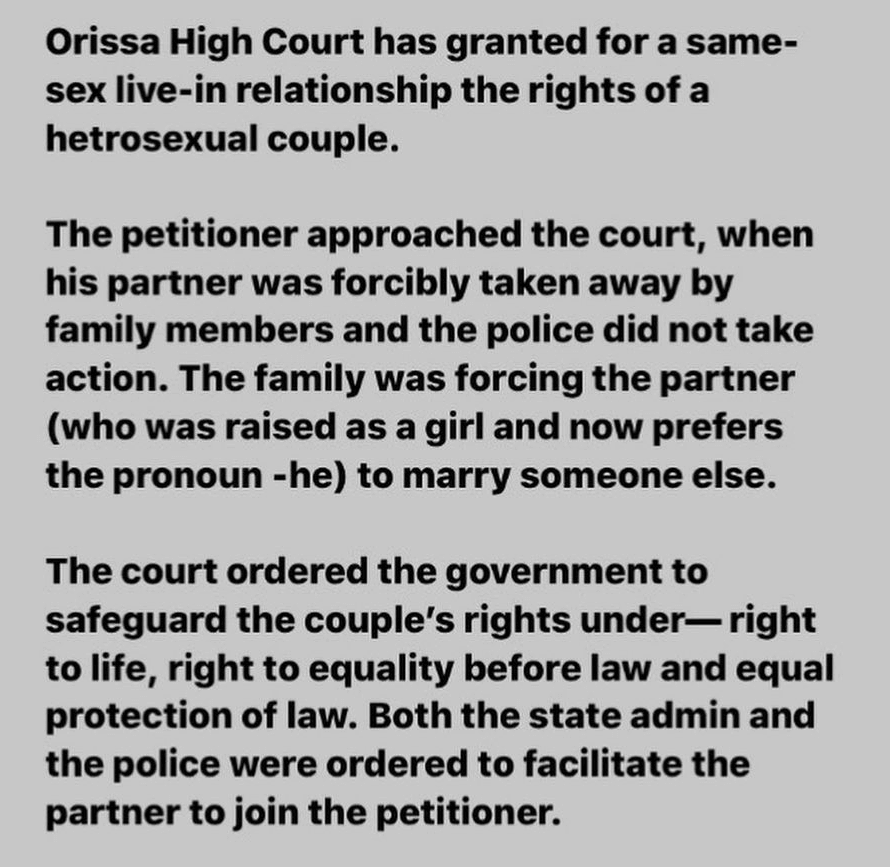 Orissa High Court has granted for a same-
sex live-in relationship the rights of a
hetrosexual couple.
The petitioner approached the court, when
his partner was forcibly taken away by
family members and the police did not take
action. The family was forcing the partner
(who was raised as a girl and now prefers
the pronoun -he) to marry someone else.
The court ordered the government to
safeguard the couple’s rights under— right
to life, right to equality before law and equal
protection of law. Both the state admin and
the police were ordered to facilitate the
partner to join the petitioner.